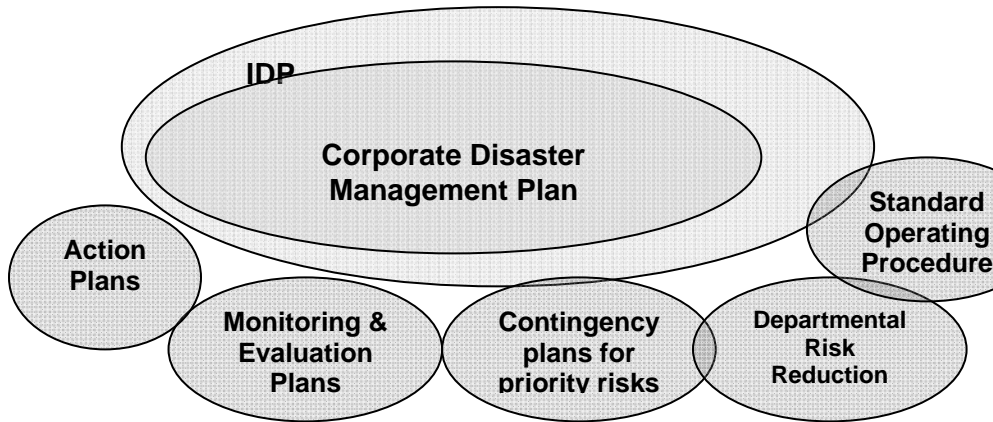 IDP
Corporate Disaster
Management Plan
Action
Plans
Monitoring &
Evaluation
Plans
Contingency
plans for
priority risks
Departmental
Risk
Reduction
Standard
Operating
Procedure